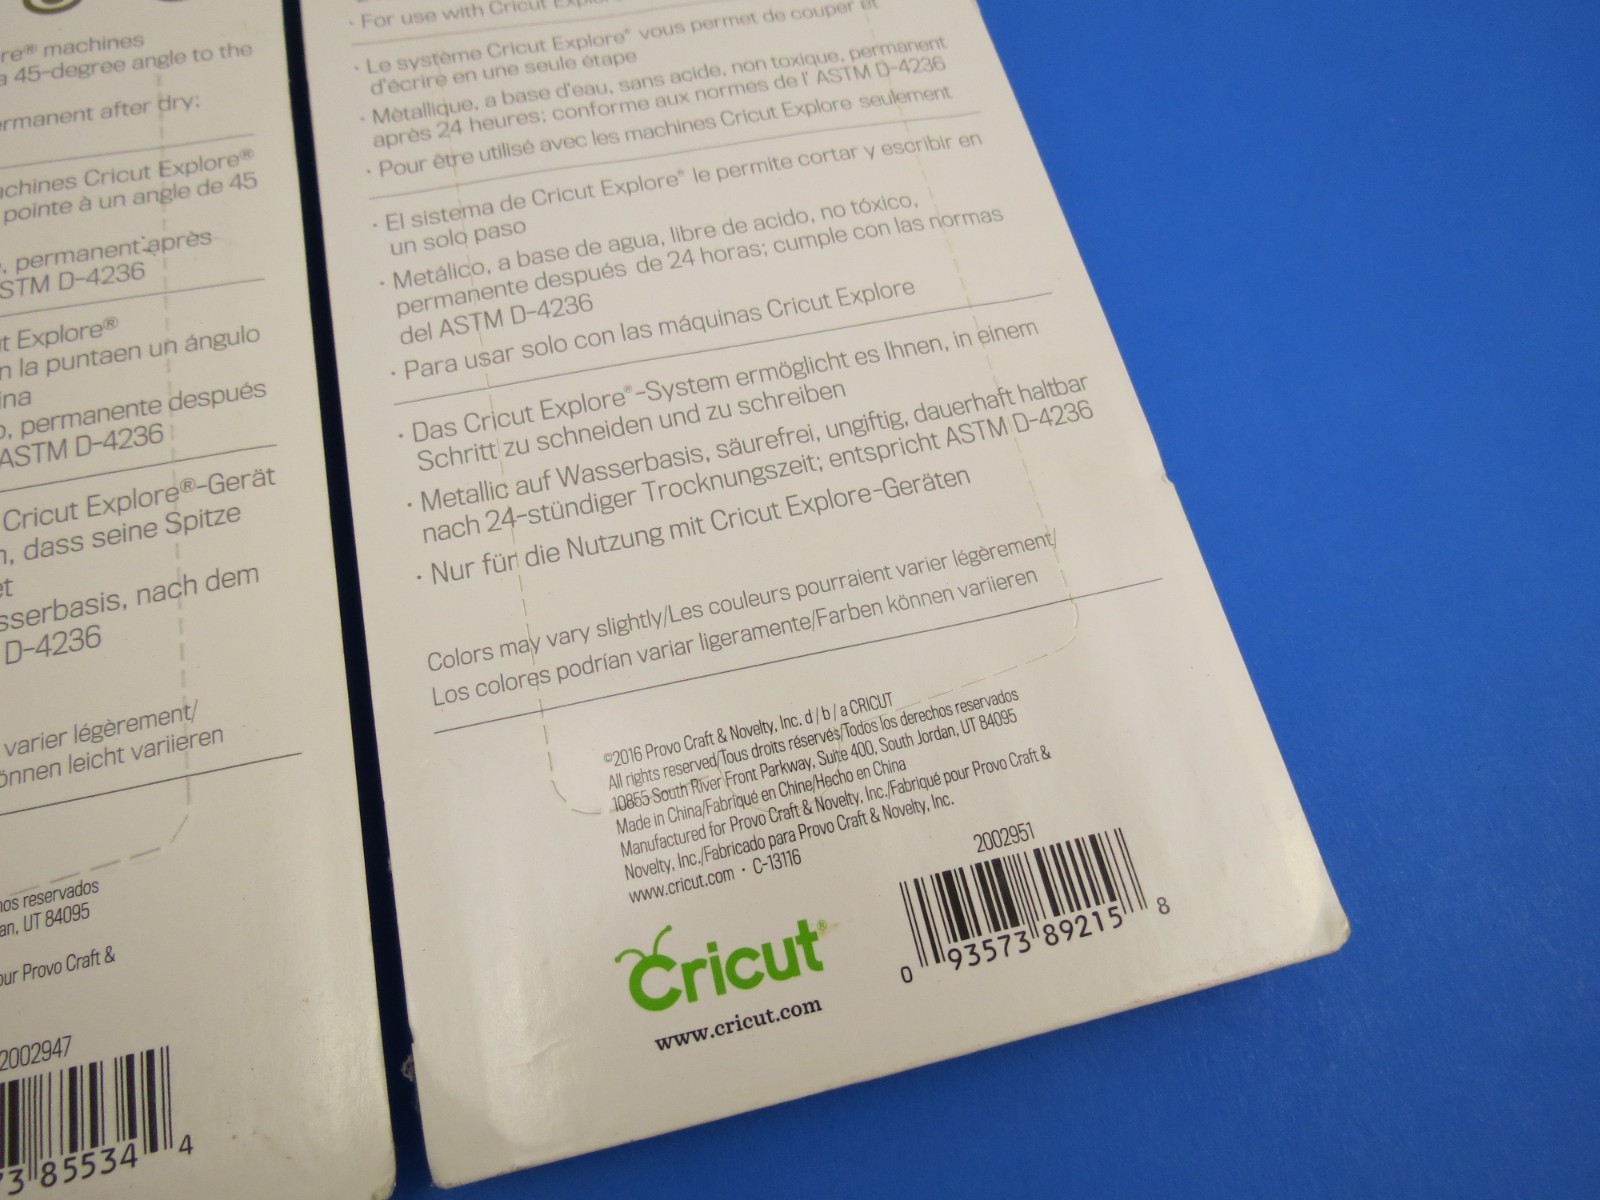 re® machines
a 45-degree angle to the
rmanent after dry;
achines Cricut Explore®
pointe à un angle de 45
, permanent après
STM D-4236
t Explore®
n la puntaen un ángulo
ina
o, permanente después
ASTM D-4236
Cricut Explore®-Gerät
n, dass seine Spitze
et
sserbasis, nach dem
D-4236
varier légèrement/
önnen leicht variieren
hos reservados
an, UT 84095
our Provo Craft &
2002947
3 85534 4
· For use with Cricut Explore
· Le système Cricut Explore® vous permet de couper et
d'écrire en une seule étape
· Métallique, a base d'eau, sans acide, non toxique, permanent
après 24 heures; conforme aux normes de l' ASTM D-4236
· Pour être utilisé avec les machines Cricut Explore seulement
· El sistema de Cricut Explore® le permite cortar y escribir en
un solo paso
· Metálico, a base de agua, libre de acido, no tóxico,
permanente después de 24 horas; cumple con las normas
del ASTM D-4236
· Para usar solo con las máquinas Cricut Explore
· Das Cricut Explore®-System ermöglicht es Ihnen, in einem
Schritt zu schneiden und zu schreiben
· Metallic auf Wasserbasis, säurefrei, ungiftig, dauerhaft haltbar
nach 24-stündiger Trocknungszeit; entspricht ASTM D-4236
· Nur für die Nutzung mit Cricut Explore-Geräten
Colors may vary slightly/Les couleurs pourraient varier légèrement/
Los colores podrían variar ligeramente/Farben können variieren
©2016 Provo Craft & Novelty, Inc. d / b / a CRICUT
All rights reserved/Tous droits réservés/Todos los derechos reservados
10855 South River Front Parkway, Suite 400, South Jordan, UT 84095
Made in China/Fabriqué en Chine/Hecho en China
Manufactured for Provo Craft & Novelty, Inc./Fabriqué pour Provo Craft &
Novelty, Inc./Fabricado para Provo Craft & Novelty, Inc.
www.cricut.com · C-13116
2002951
0 93573 89215 8
Cricut®
www.cricut.com